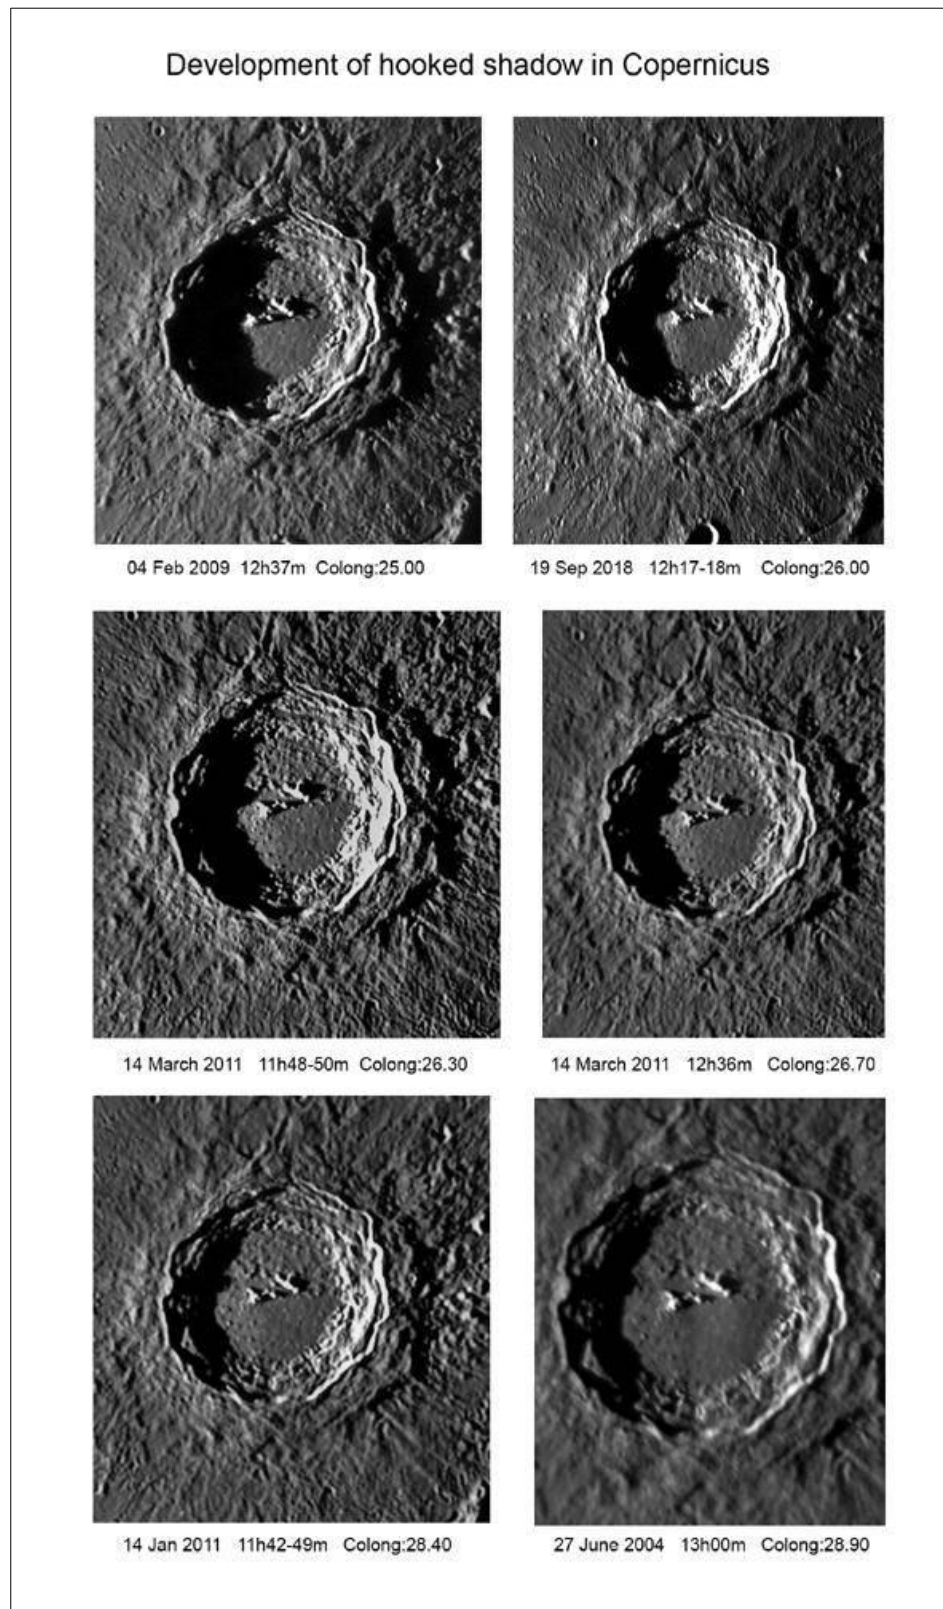 Development of hooked shadow in Copernicus
04 Feb 2009 12h37m Colong:25.00
19 Sep 2018 12h17-18m Colong:26.00
14 March 2011 11h48-50m Colong:26.30
14 March 2011 12h36m Colong:26.70
14 Jan 2011 11h42-49m Colong:28.40
27 June 2004 13h00m Colong:28.90